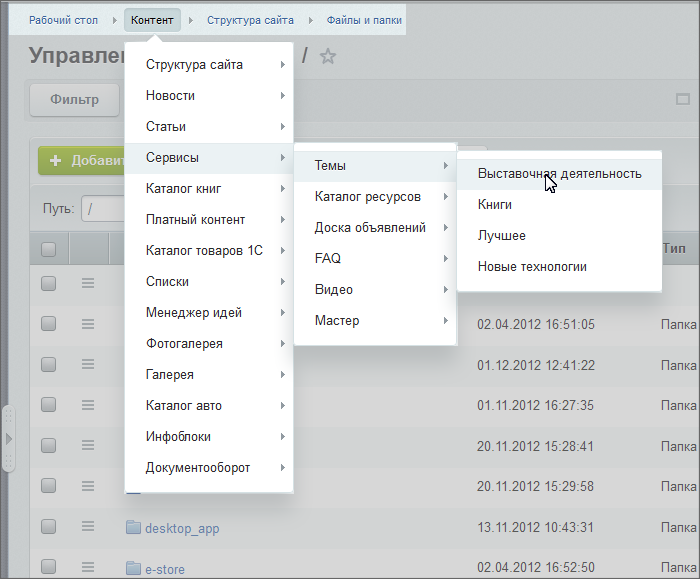 Рабочий стол Контент Структура сайта Файлы и папки
Управлен /
Фильтр
Добавит
Путь: /
Тип
Структура сайта
Новости
Статьи
Сервисы
Каталог книг
Платный контент
Каталог товаров 1С
Списки
Менеджер идей
Фотогалерея
Галерея
Каталог авто
Инфоблоки
Документооборот
Темы
Каталог ресурсов
Доска объявлений
FAQ
Видео
Мастер
Выставочная деятельность
Книги
Лучшее
Новые технологии
02.04.2012 16:51:05 Папка
01.12.2012 12:41:22 Папка
01.11.2012 16:27:35 Папка
20.11.2012 15:28:41 Папка
20.11.2012 15:29:58 Папка
desktop_app 13.11.2012 10:43:31 Папка
e-store 02.04.2012 16:52:50 Папка